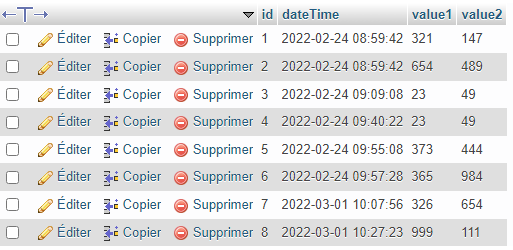 id dateTime value1 value2
Éditer Copier Supprimer 1 2022-02-24 08:59:42 321 147
Éditer Copier Supprimer 2 2022-02-24 08:59:42 654 489
Éditer Copier Supprimer 3 2022-02-24 09:09:08 23 49
Éditer Copier Supprimer 4 2022-02-24 09:40:22 23 49
Éditer Copier Supprimer 5 2022-02-24 09:55:08 373 444
Éditer Copier Supprimer 6 2022-02-24 09:57:28 365 984
Éditer Copier Supprimer 7 2022-03-01 10:07:56 326 654
Éditer Copier Supprimer 8 2022-03-01 10:27:23 999 111